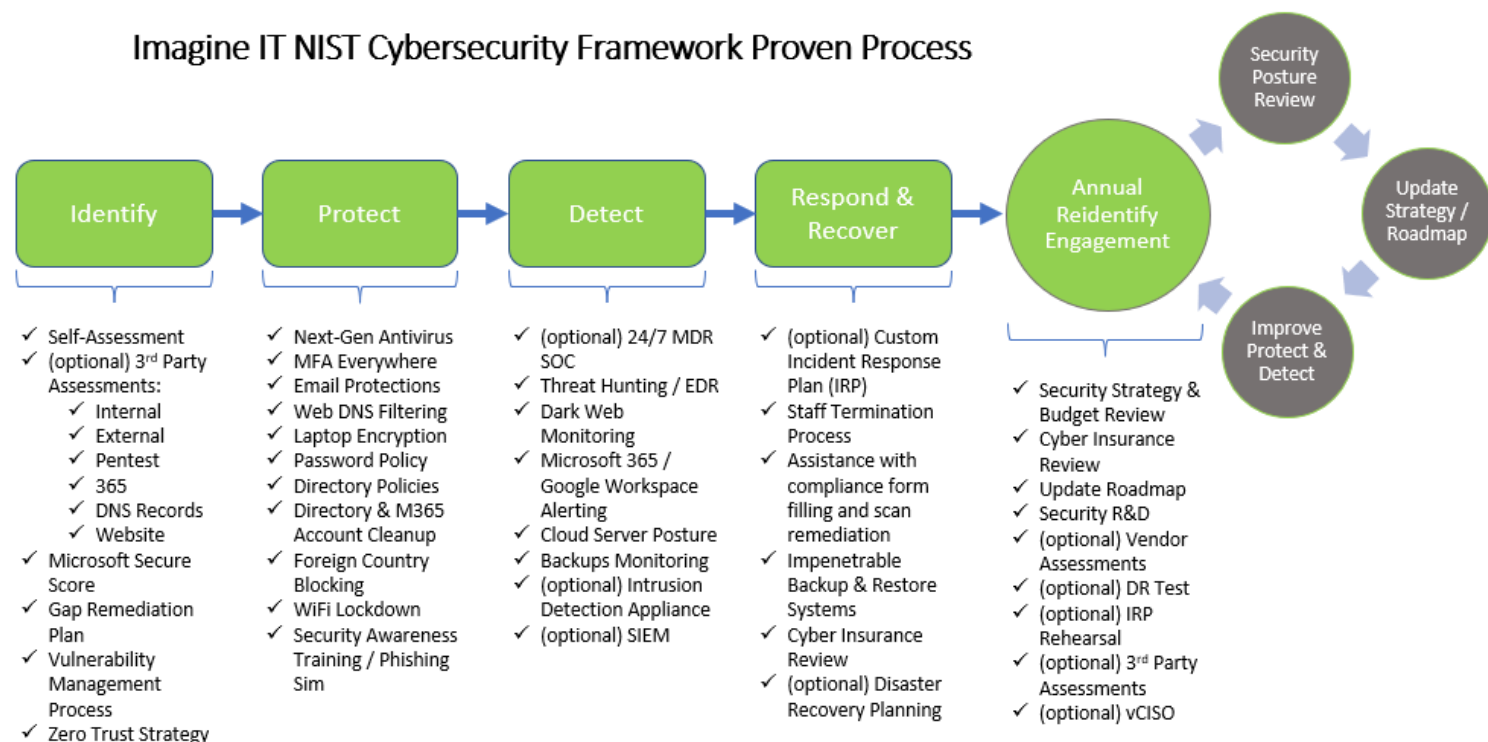 Imagine IT NIST Cybersecurity Framework Proven Process
Identify
✓ Self-Assessment
✓ (optional) 3rd Party
Assessments:
✓ Internal
✓ External
✓ Pentest
✓ 365
✓ DNS Records
✓ Website
✓ Microsoft Secure
Score
✓ Gap Remediation
Plan
✓ Vulnerability
Management
Process
✓ Zero Trust Strategy
Protect
✓ Next-Gen Antivirus
✓ MFA Everywhere
✓ Email Protections
✓ Web DNS Filtering
✓ Laptop Encryption
✓ Password Policy
✓ Directory Policies
✓ Directory & M365
Account Cleanup
✓ Foreign Country
Blocking
✓ WiFi Lockdown
✓ Security Awareness
Training / Phishing
Sim
Detect
✓ (optional) 24/7 MDR
SOC
✓ Threat Hunting / EDR
✓ Dark Web
Monitoring
✓ Microsoft 365 /
Google Workspace
Alerting
✓ Cloud Server Posture
✓ Backups Monitoring
✓ (optional) Intrusion
Detection Appliance
✓ (optional) SIEM
Respond &
Recover
✓ (optional) Custom
Incident Response
Plan (IRP)
✓ Staff Termination
Process
✓ Assistance with
compliance form
filling and scan
remediation
✓ Impenetrable
Backup & Restore
Systems
✓ Cyber Insurance
Review
✓ (optional) Disaster
Recovery Planning
Annual
Reidentify
Engagement
✓ Security Strategy &
Budget Review
✓ Cyber Insurance
Review
✓ Update Roadmap
✓ Security R&D
✓ (optional) Vendor
Assessments
✓ (optional) DR Test
✓ (optional) IRP
Rehearsal
✓ (optional) 3rd Party
Assessments
✓ (optional) vCISO
Security
Posture
Review
Update
Strategy /
Roadmap
Improve
Protect &
Detect